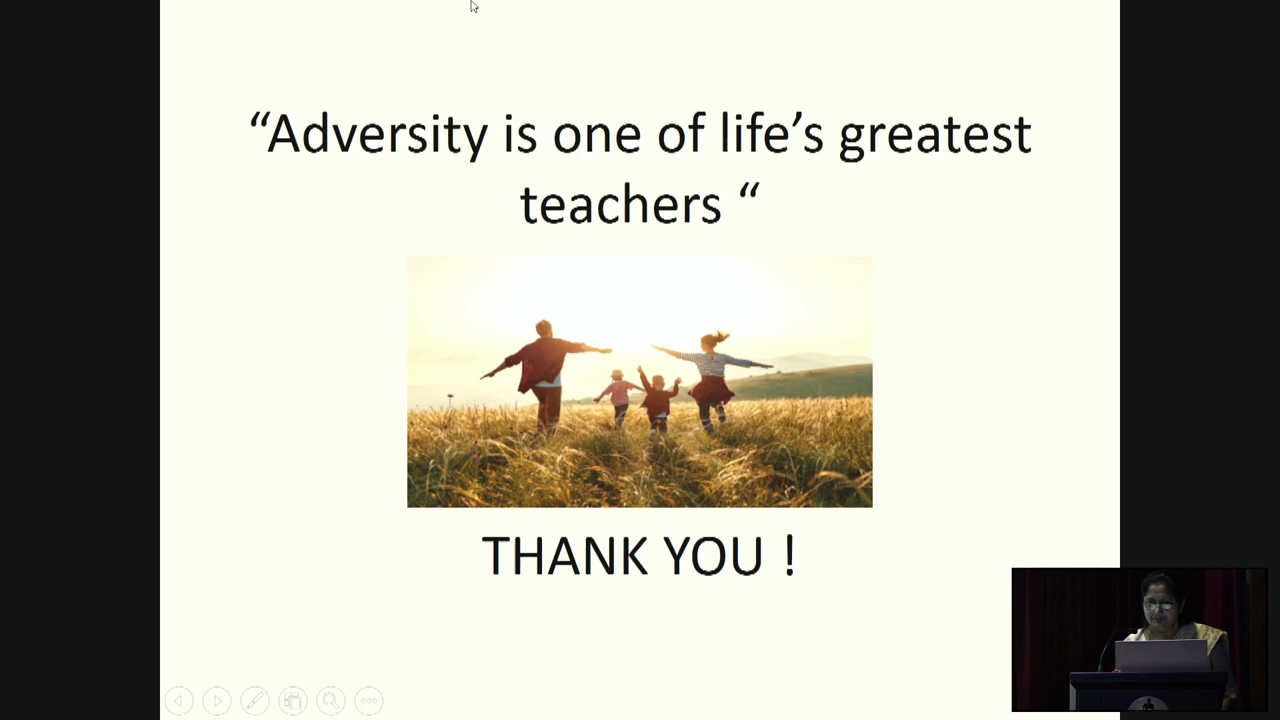 “Adversity is one of life’s greatest
teachers “
THANK YOU !